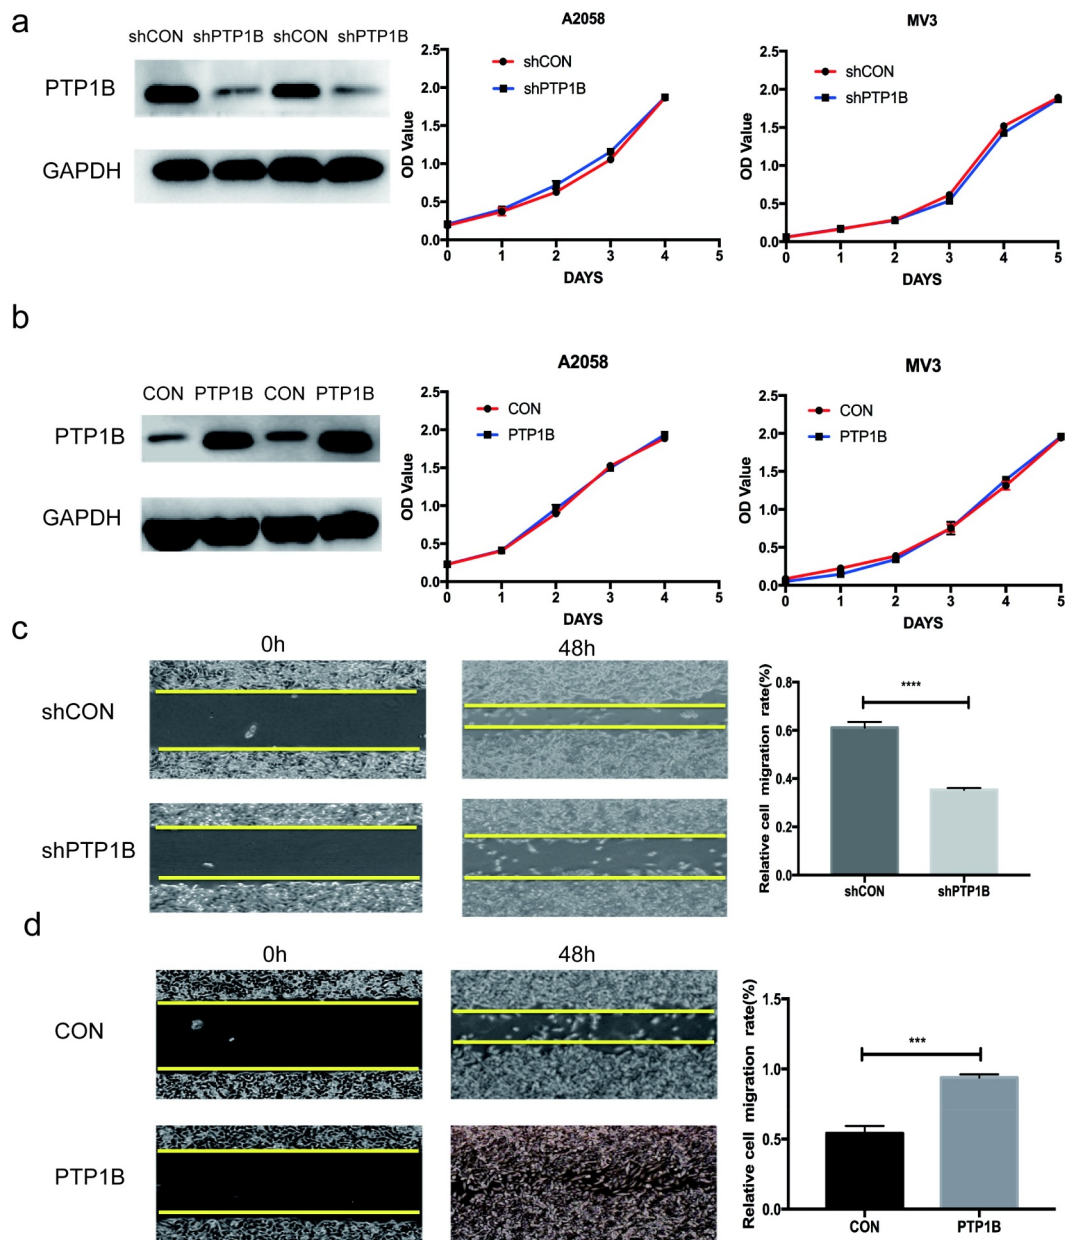 a
shCON shPTP1B shCON shPTP1B
PTP1B
GAPDH
A2058
OD Value
2.5
2.0
1.5
1.0
0.5
0.0
shCON
shPTP1B
0 1 2 3 4 5
DAYS
MV3
OD Value
2.5
2.0
1.5
1.0
0.5
0.0
shCON
shPTP1B
0 1 2 3 4 5
DAYS
b
CON PTP1B CON PTP1B
PTP1B
GAPDH
A2058
OD Value
2.5
2.0
1.5
1.0
0.5
0.0
CON
PTP1B
0 1 2 3 4 5
DAYS
MV3
OD Value
2.5
2.0
1.5
1.0
0.5
0.0
CON
PTP1B
0 1 2 3 4 5
DAYS
c
0h 48h
shCON
shPTP1B
Relative cell migration rate(%)
0.8
0.6
0.4
0.2
0.0
****
shCON shPTP1B
d
0h 48h
CON
PTP1B
Relative cell migration rate(%)
1.5
1.0
0.5
0.0
***
CON PTP1B